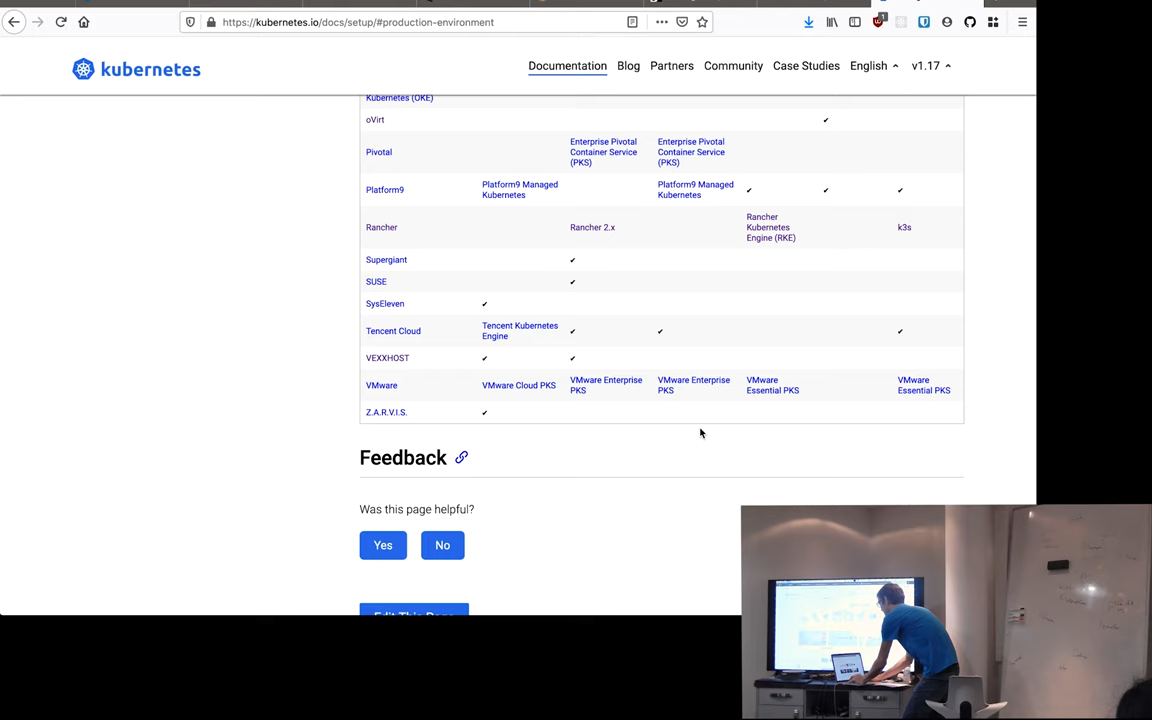 https://kubernetes.io/docs/setup/#production-environment
1
kubernetes
Documentation Blog Partners Community Case Studies English v1.17
Kubernetes (OKE)
oVirt ✔
Pivotal Enterprise Pivotal Container Service (PKS) Enterprise Pivotal Container Service (PKS)
Platform9 Platform9 Managed Kubernetes Platform9 Managed Kubernetes ✔ ✔ ✔
Rancher Rancher 2.x Rancher Kubernetes Engine (RKE) k3s
Supergiant ✔
SUSE ✔
SysEleven ✔
Tencent Cloud Tencent Kubernetes Engine ✔ ✔ ✔
VEXXHOST ✔ ✔
VMware VMware Cloud PKS VMware Enterprise PKS VMware Enterprise PKS VMware Essential PKS VMware Essential PKS
Z.A.R.V.I.S. ✔
Feedback
Was this page helpful?
Yes No
Edit This Page